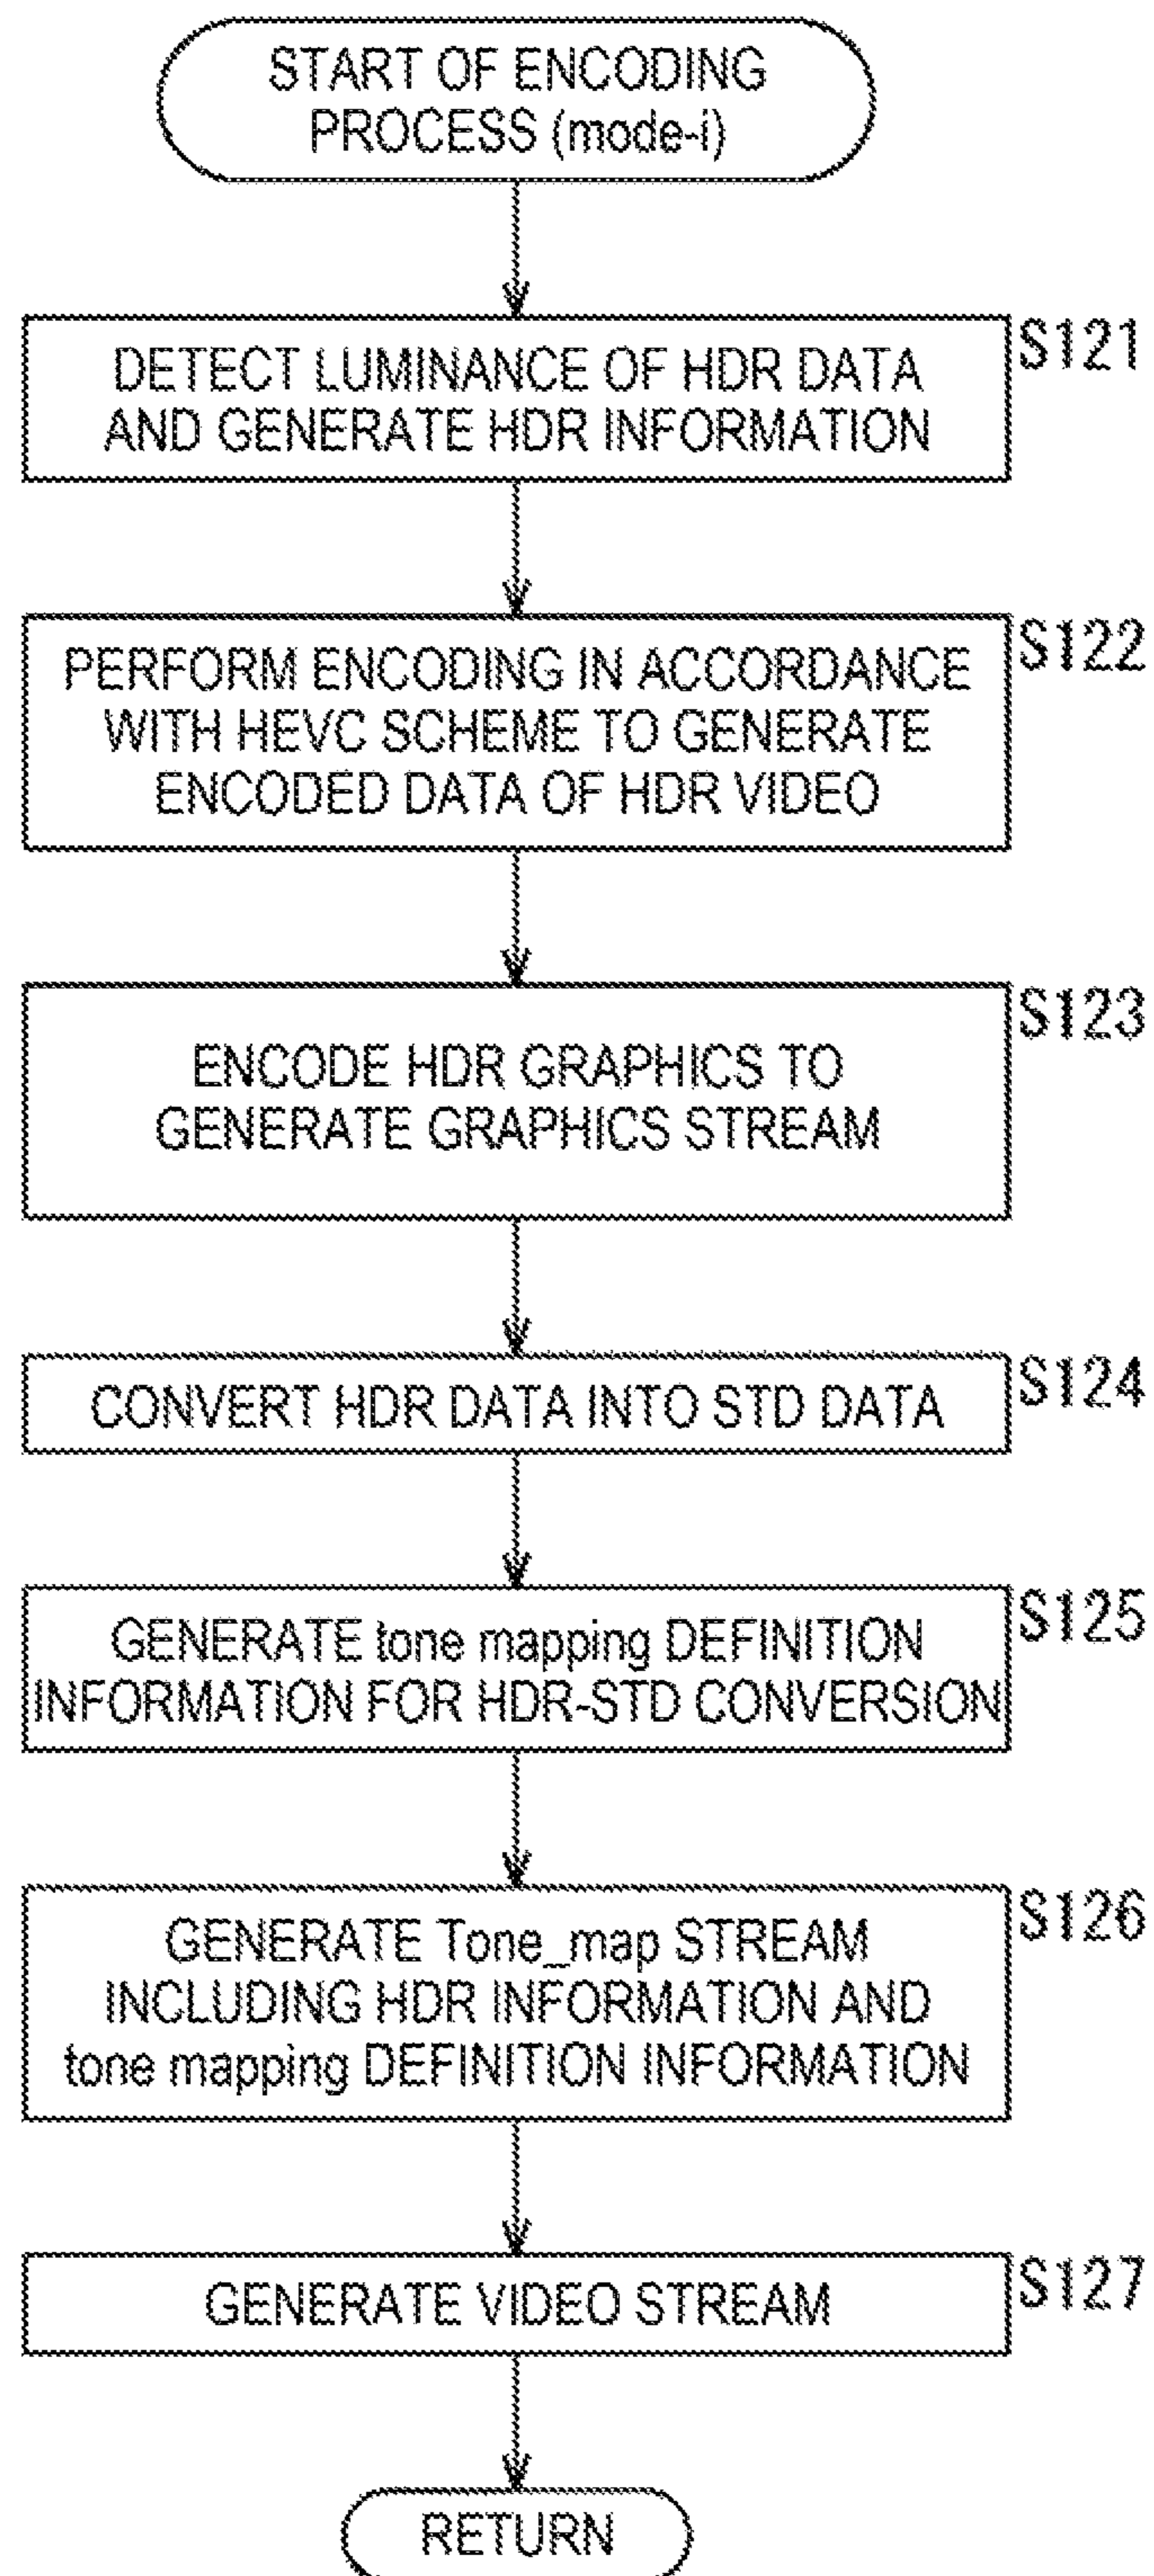 START OF ENCODING
PROCESS (mode-i)
S121
DETECT LUMINANCE OF HDR DATA
AND GENERATE HDR INFORMATION
S122
PERFORM ENCODING IN ACCORDANCE
WITH HEVC SCHEME TO GENERATE
ENCODED DATA OF HDR VIDEO
S123
ENCODE HDR GRAPHICS TO
GENERATE GRAPHICS STREAM
S124
CONVERT HDR DATA INTO STD DATA
S125
GENERATE tone mapping DEFINITION
INFORMATION FOR HDR-STD CONVERSION
S126
GENERATE Tone_map STREAM
INCLUDING HDR INFORMATION AND
tone mapping DEFINITION INFORMATION
S127
GENERATE VIDEO STREAM
RETURN